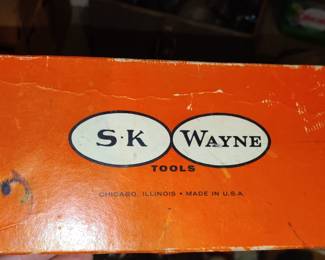 S·K WAYNE
TOOLS
CHICAGO, ILLINOIS • MADE IN U.S.A.